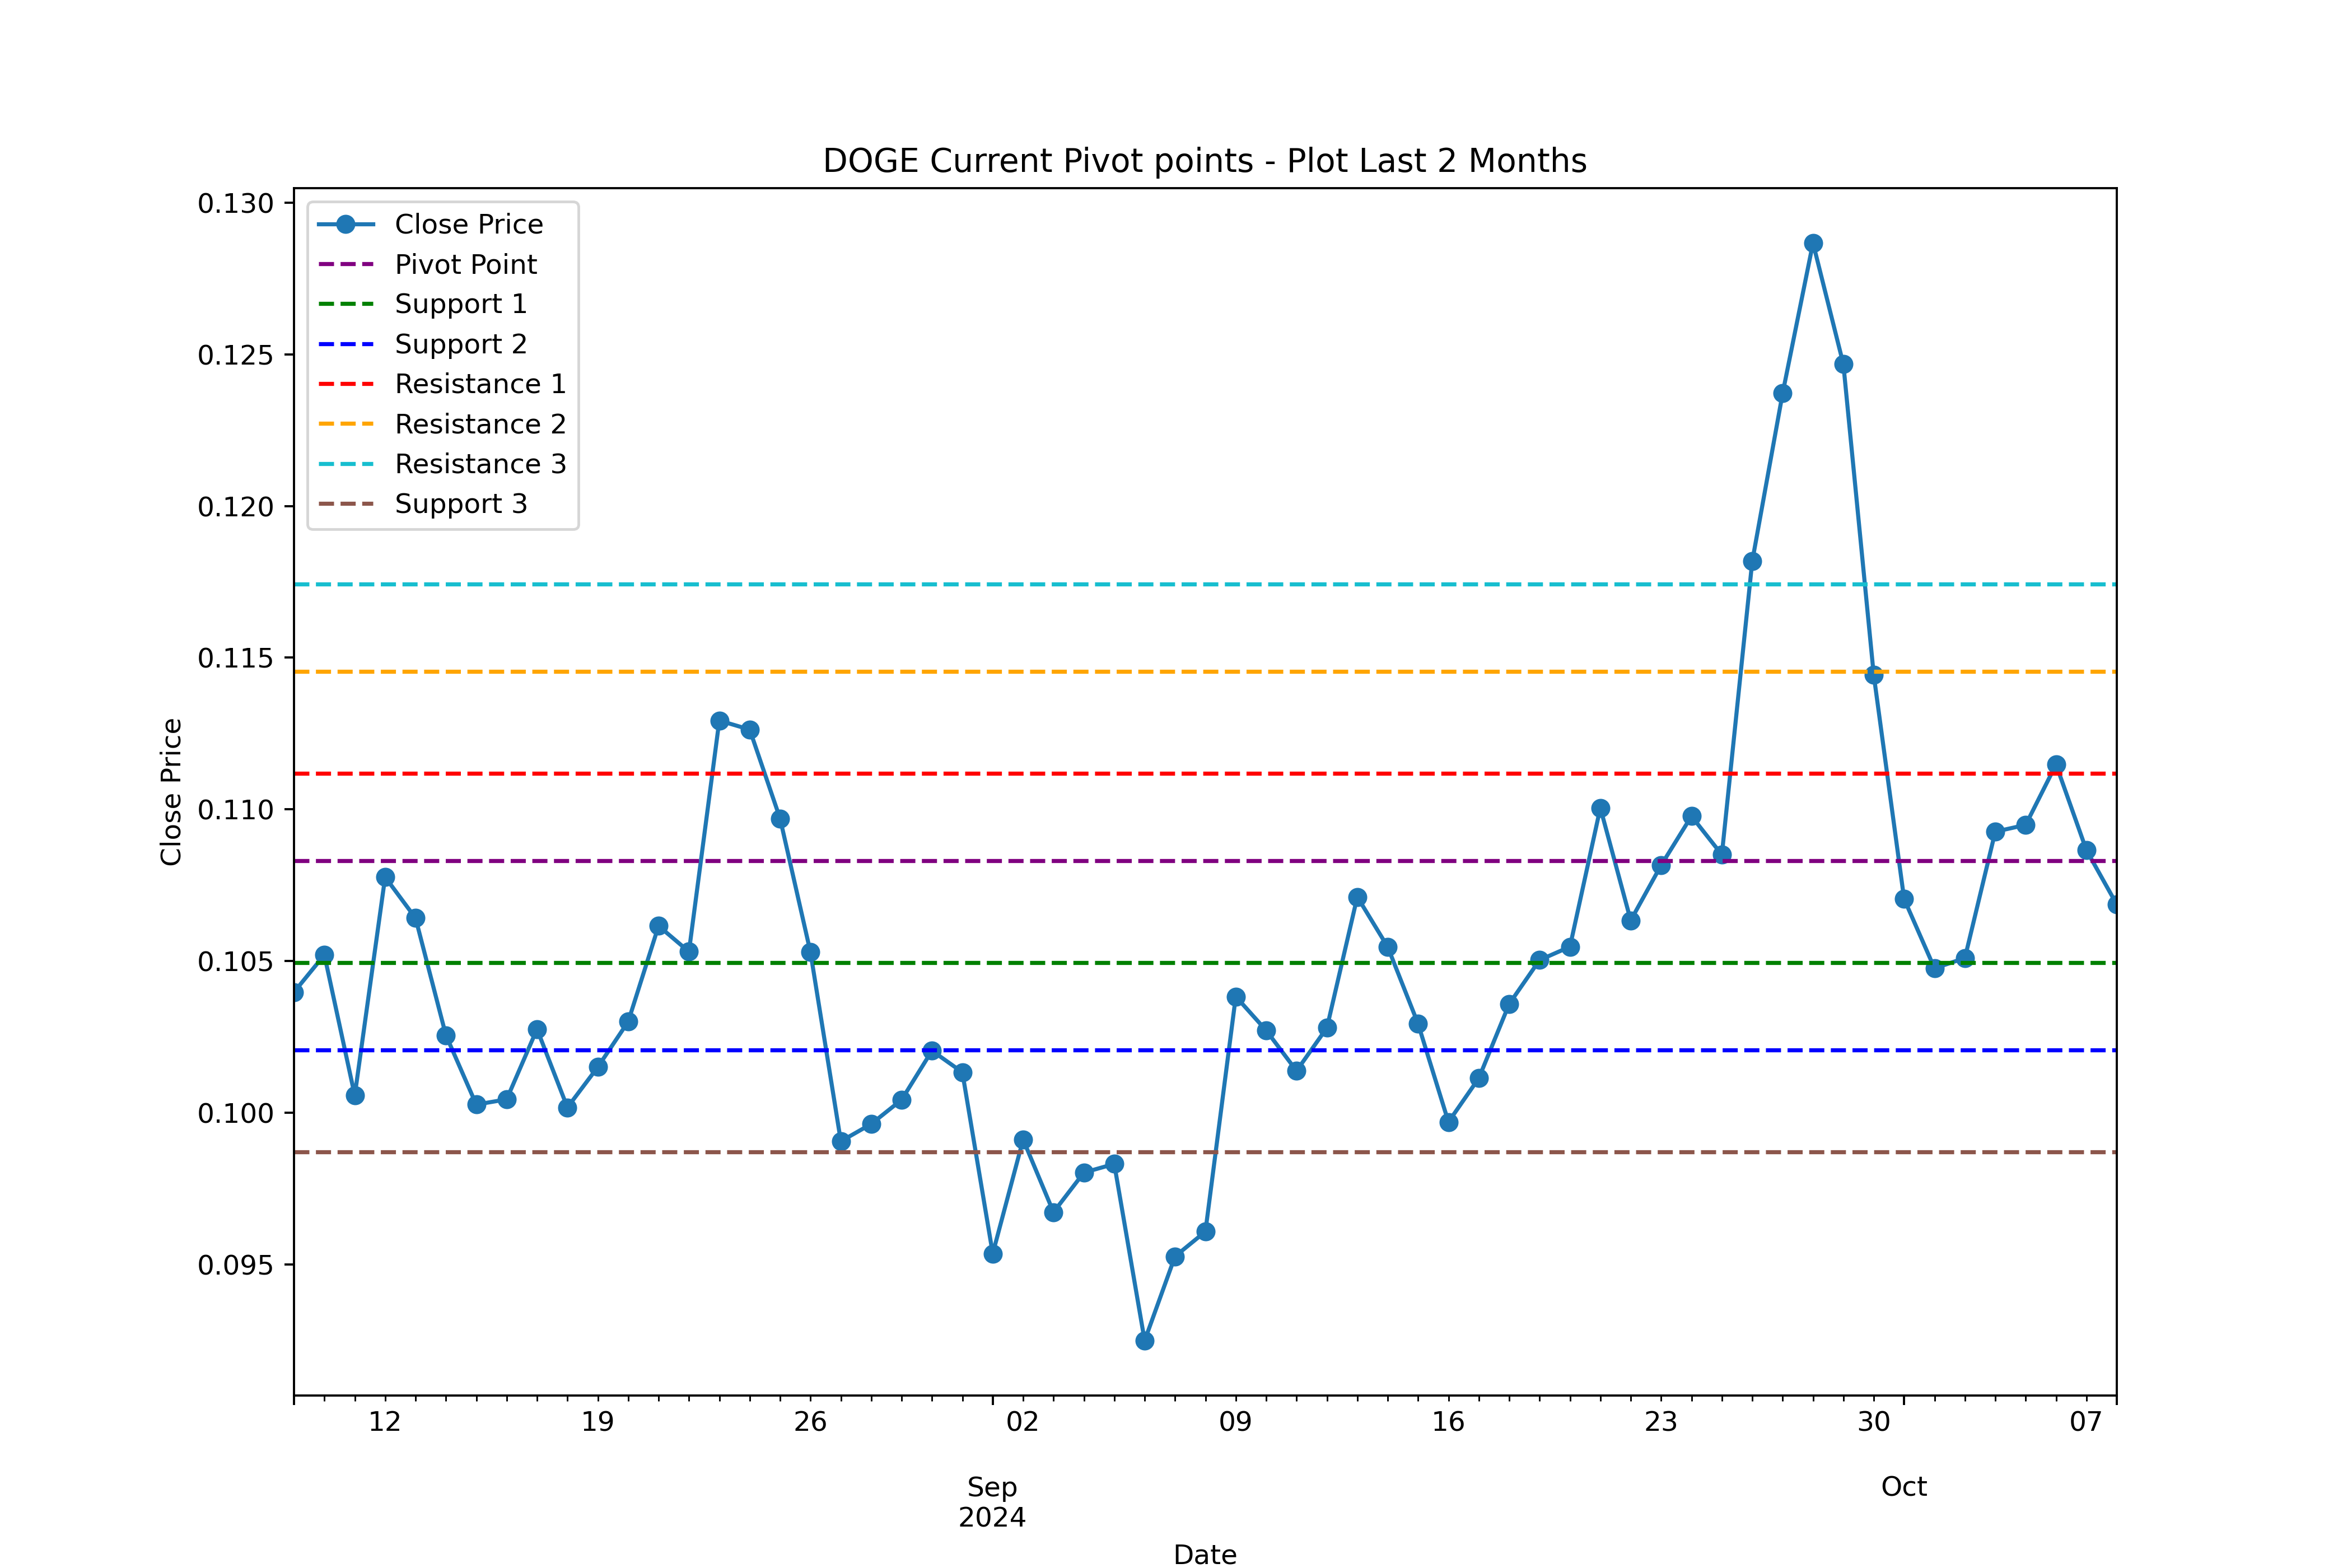 DOGE Current Pivot points - Plot Last 2 Months
0.130
0.125
0.120
0.115
0.110
0.105
0.100
0.095
Close Price
Close Price
Pivot Point
Support 1
Support 2
Resistance 1
Resistance 2
Resistance 3
Support 3
12 19 26 02 09 16 23 30 07
Sep Oct
2024
Date